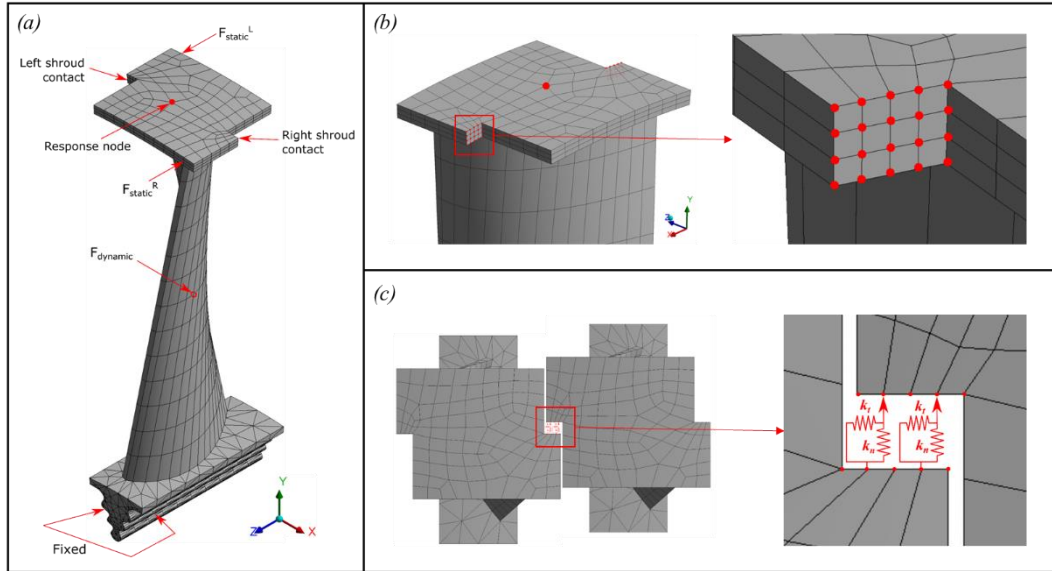 (a)
F_static^L
Left shroud
contact
Response node
Right shroud
contact
F_static^R
F_dynamic
Fixed
Y
Z
X
(b)
Y
Z
X
(c)
k_t
k_t
k_n
k_n